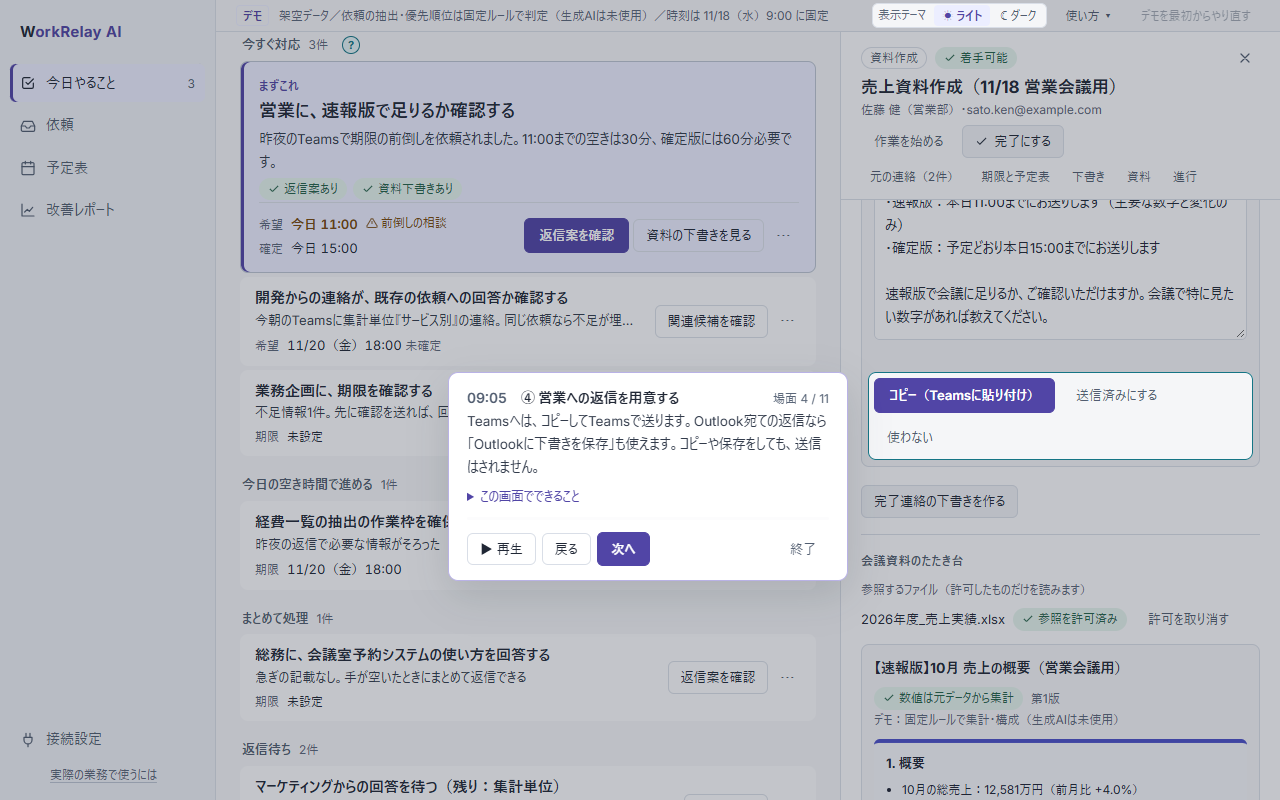 WorkRelay AI
今日やること 3
依頼
予定表
改善レポート
接続設定
実際の業務で使うには
デモ 架空データ／依頼の抽出・優先順位は固定ルールで判定（生成AIは未使用）／時刻は 11/18（水）9:00 に固定
表示テーマ ライト ダーク 使い方 ▼ デモを最初からやり直す
今すぐ対応 3件 ?
まずこれ
営業に、速報版で足りるか確認する
昨夜のTeamsで期限の前倒しを依頼されました。11:00までの空きは30分、確定版には60分必要で
す。
✓ 返信案あり ✓ 資料下書きあり
希望 今日 11:00 ⚠ 前倒しの相談
確定 今日 15:00
返信案を確認 資料の下書きを見る …
開発からの連絡が、既存の依頼への回答か確認する
今朝のTeamsに集計単位『サービス別』の連絡。同じ依頼なら不足が埋…
希望 11/20（金）18:00 未確定
関連候補を確認 …
業務企画に、期限を確認する
不足情報1件。先に確認を送れば、回
期限 未設定
今日の空き時間で進める 1件
経費一覧の抽出の作業枠を確
昨夜の返信で必要な情報がそろった
期限 11/20（金）18:00
まとめて処理 1件
総務に、会議室予約システムの使い方を回答する
急ぎの記載なし。手が空いたときにまとめて返信できる
期限 未設定
返信案を確認 …
返信待ち 2件
マーケティングからの回答を待つ（残り：集計単位）
09:05 ④ 営業への返信を用意する 場面 4 / 11
Teamsへは、コピーしてTeamsで送ります。Outlook宛ての返信なら
「Outlookに下書きを保存」も使えます。コピーや保存をしても、送信
はされません。
▶ この画面でできること
▶ 再生 戻る 次へ 終了
資料作成 ✓ 着手可能
売上資料作成（11/18 営業会議用）
佐藤 健（営業部）・sato.ken@example.com
作業を始める ✓ 完了にする
元の連絡（2件） 期限と予定表 下書き 資料 進行
・速報版：本日11:00までにお送りします（主要な数字と変化の
み）
・確定版：予定どおり本日15:00までにお送りします
速報版で会議に足りるか、ご確認いただけますか。会議で特に見た
い数字があれば教えてください。
コピー（Teamsに貼り付け） 送信済みにする
使わない
完了連絡の下書きを作る
会議資料のたたき台
参照するファイル（許可したものだけを読みます）
2026年度_売上実績.xlsx ✓ 参照を許可済み 許可を取り消す
【速報版】10月 売上の概要（営業会議用）
✓ 数値は元データから集計 第1版
デモ：固定ルールで集計・構成（生成AIは未使用）
1. 概要
• 10月の総売上：12,581万円（前月比 +4.0%）